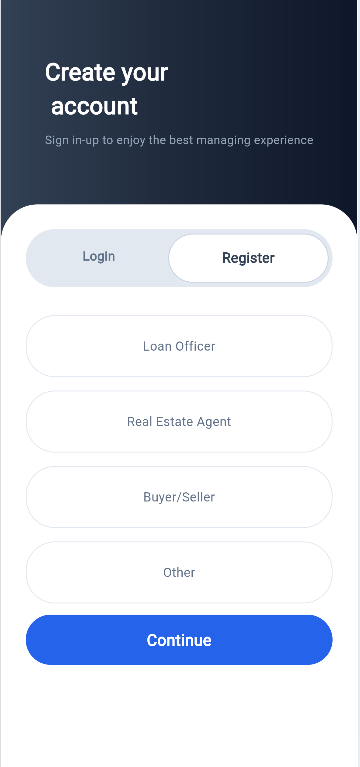 Create your
account
Sign in-up to enjoy the best managing experience
Login
Register
Loan Officer
Real Estate Agent
Buyer/Seller
Other
Continue